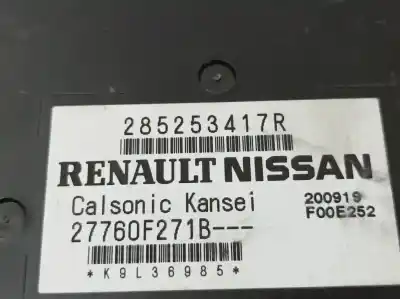 285253417R
RENAULT NISSAN
Calsonic Kansei 200919
27760F271B--- F00E252
*K9L36985*